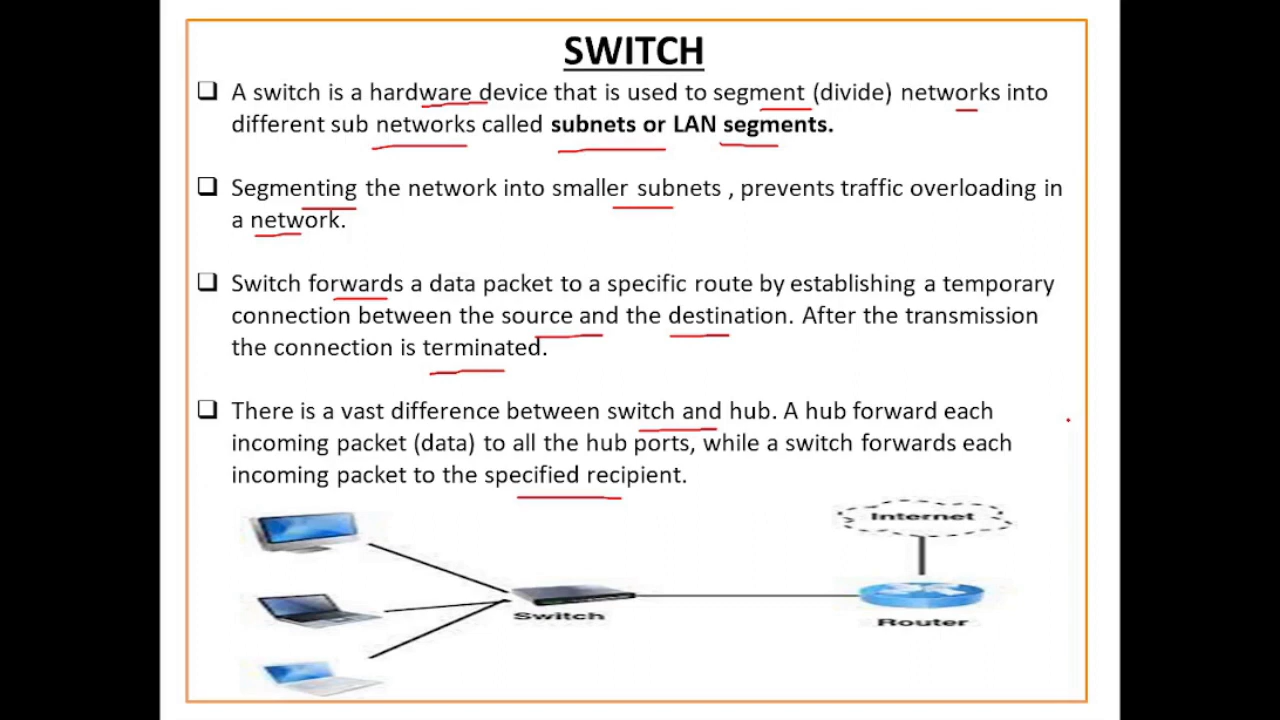 SWITCH
❑ A switch is a hardware device that is used to segment (divide) networks into
different sub networks called subnets or LAN segments.
❑ Segmenting the network into smaller subnets , prevents traffic overloading in
a network.
❑ Switch forwards a data packet to a specific route by establishing a temporary
connection between the source and the destination. After the transmission
the connection is terminated.
❑ There is a vast difference between switch and hub. A hub forward each
incoming packet (data) to all the hub ports, while a switch forwards each
incoming packet to the specified recipient.
Internet
Switch
Router